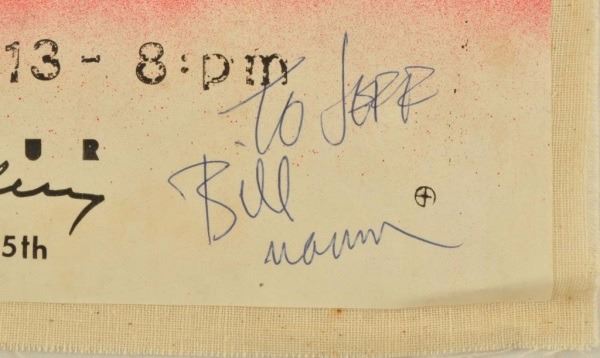 13 - 8:pm
To JEFF
U R
Bill
5th